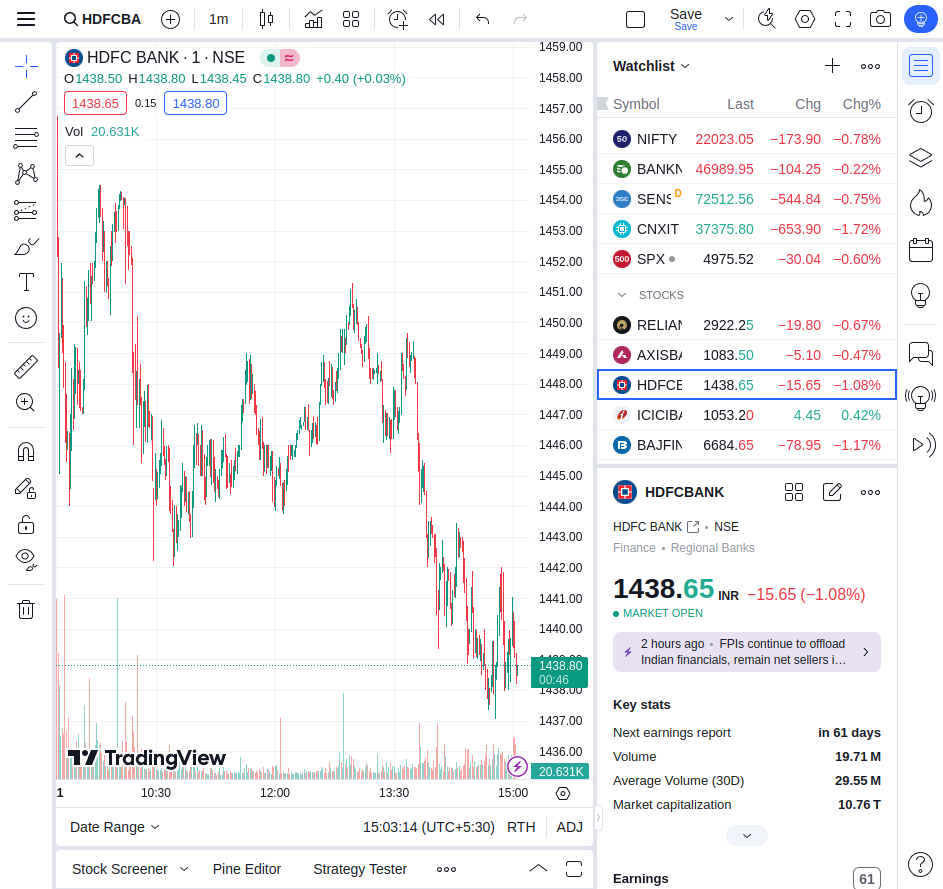 HDFCBA
1m
Save
Save
HDFC BANK · 1 · NSE
O1438.50 H1438.80 L1438.45 C1438.80 +0.40 (+0.03%)
1438.65 0.15 1438.80
Vol 20.631K
1459.00
1458.00
1457.00
1456.00
1455.00
1454.00
1453.00
1452.00
1451.00
1450.00
1449.00
1448.00
1447.00
1446.00
1445.00
1444.00
1443.00
1442.00
1441.00
1440.00
1438.80
00:46
1438.00
1437.00
1436.00
20.631K
TradingView
1 10:30 12:00 13:30 15:00
Date Range 15:03:14 (UTC+5:30) RTH ADJ
Stock Screener Pine Editor Strategy Tester
Watchlist
Symbol Last Chg Chg%
50 NIFTY 22023.05 −173.90 −0.78%
BANKN 46989.95 −104.25 −0.22%
SENS D 72512.56 −544.84 −0.75%
CNXIT 37375.80 −653.90 −1.72%
500 SPX 4975.52 −30.04 −0.60%
STOCKS
RELIAN 2922.25 −19.80 −0.67%
AXISBA 1083.50 −5.10 −0.47%
HDFCB 1438.65 −15.65 −1.08%
ICICIBA 1053.20 4.45 0.42%
BAJFIN 6684.65 −78.95 −1.17%
HDFCBANK
HDFC BANK • NSE
Finance • Regional Banks
1438.65 INR −15.65 (−1.08%)
MARKET OPEN
2 hours ago • FPIs continue to offload
Indian financials, remain net sellers i…
Key stats
Next earnings report in 61 days
Volume 19.71 M
Average Volume (30D) 29.55 M
Market capitalization 10.76 T
Earnings 61